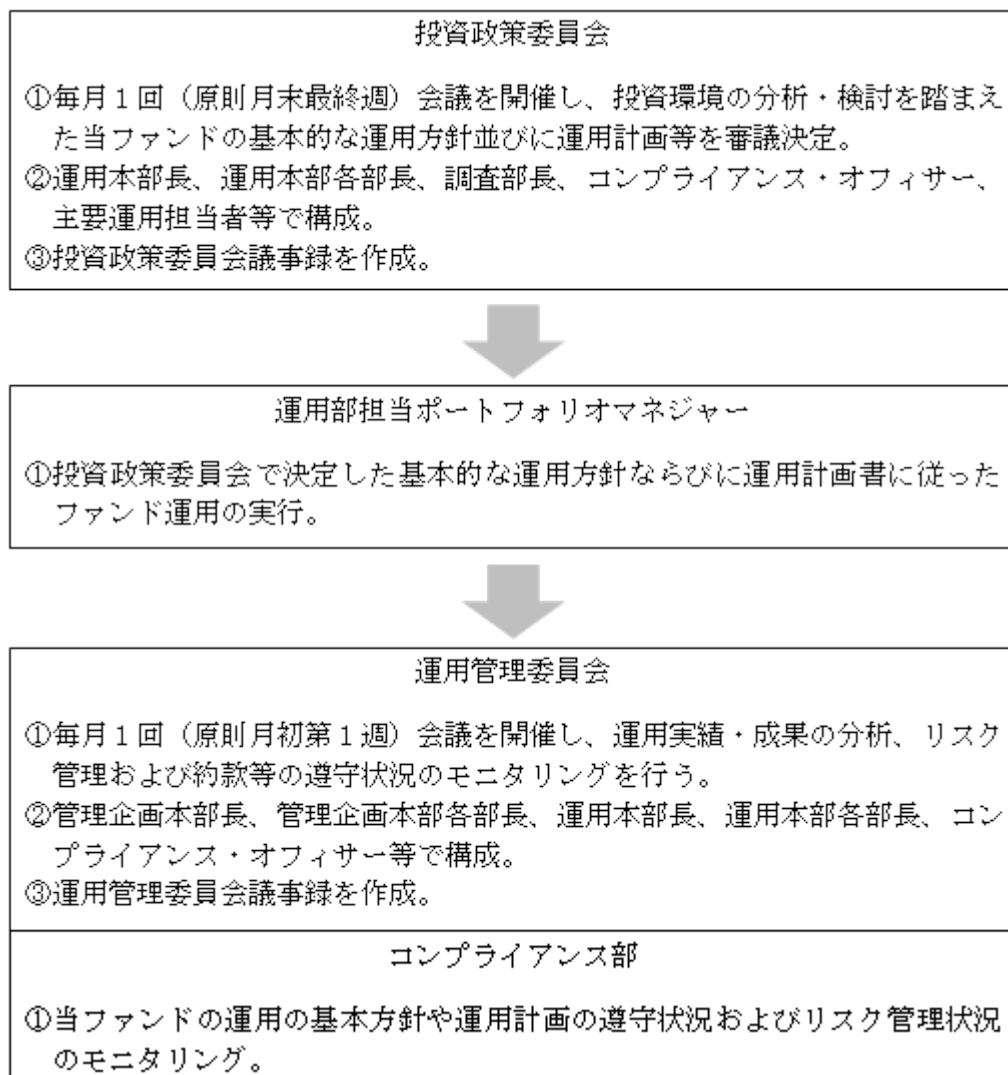 投資政策委員会
①毎月１回（原則月末最終週）会議を開催し、投資環境の分析・検討を踏まえ
た当ファンドの基本的な運用方針並びに運用計画等を審議決定。
②運用本部長、運用本部各部長、調査部長、コンプライアンス・オフィサー、
主要運用担当者等で構成。
③投資政策委員会議事録を作成。
運用部担当ポートフォリオマネジャー
①投資政策委員会で決定した基本的な運用方針ならびに運用計画書に従った
ファンド運用の実行。
運用管理委員会
①毎月１回（原則月初第１週）会議を開催し、運用実績・成果の分析、リスク
管理および約款等の遵守状況のモニタリングを行う。
②管理企画本部長、管理企画本部各部長、運用本部長、運用本部各部長、コン
プライアンス・オフィサー等で構成。
③運用管理委員会議事録を作成。
コンプライアンス部
①当ファンドの運用の基本方針や運用計画の遵守状況およびリスク管理状況
のモニタリング。